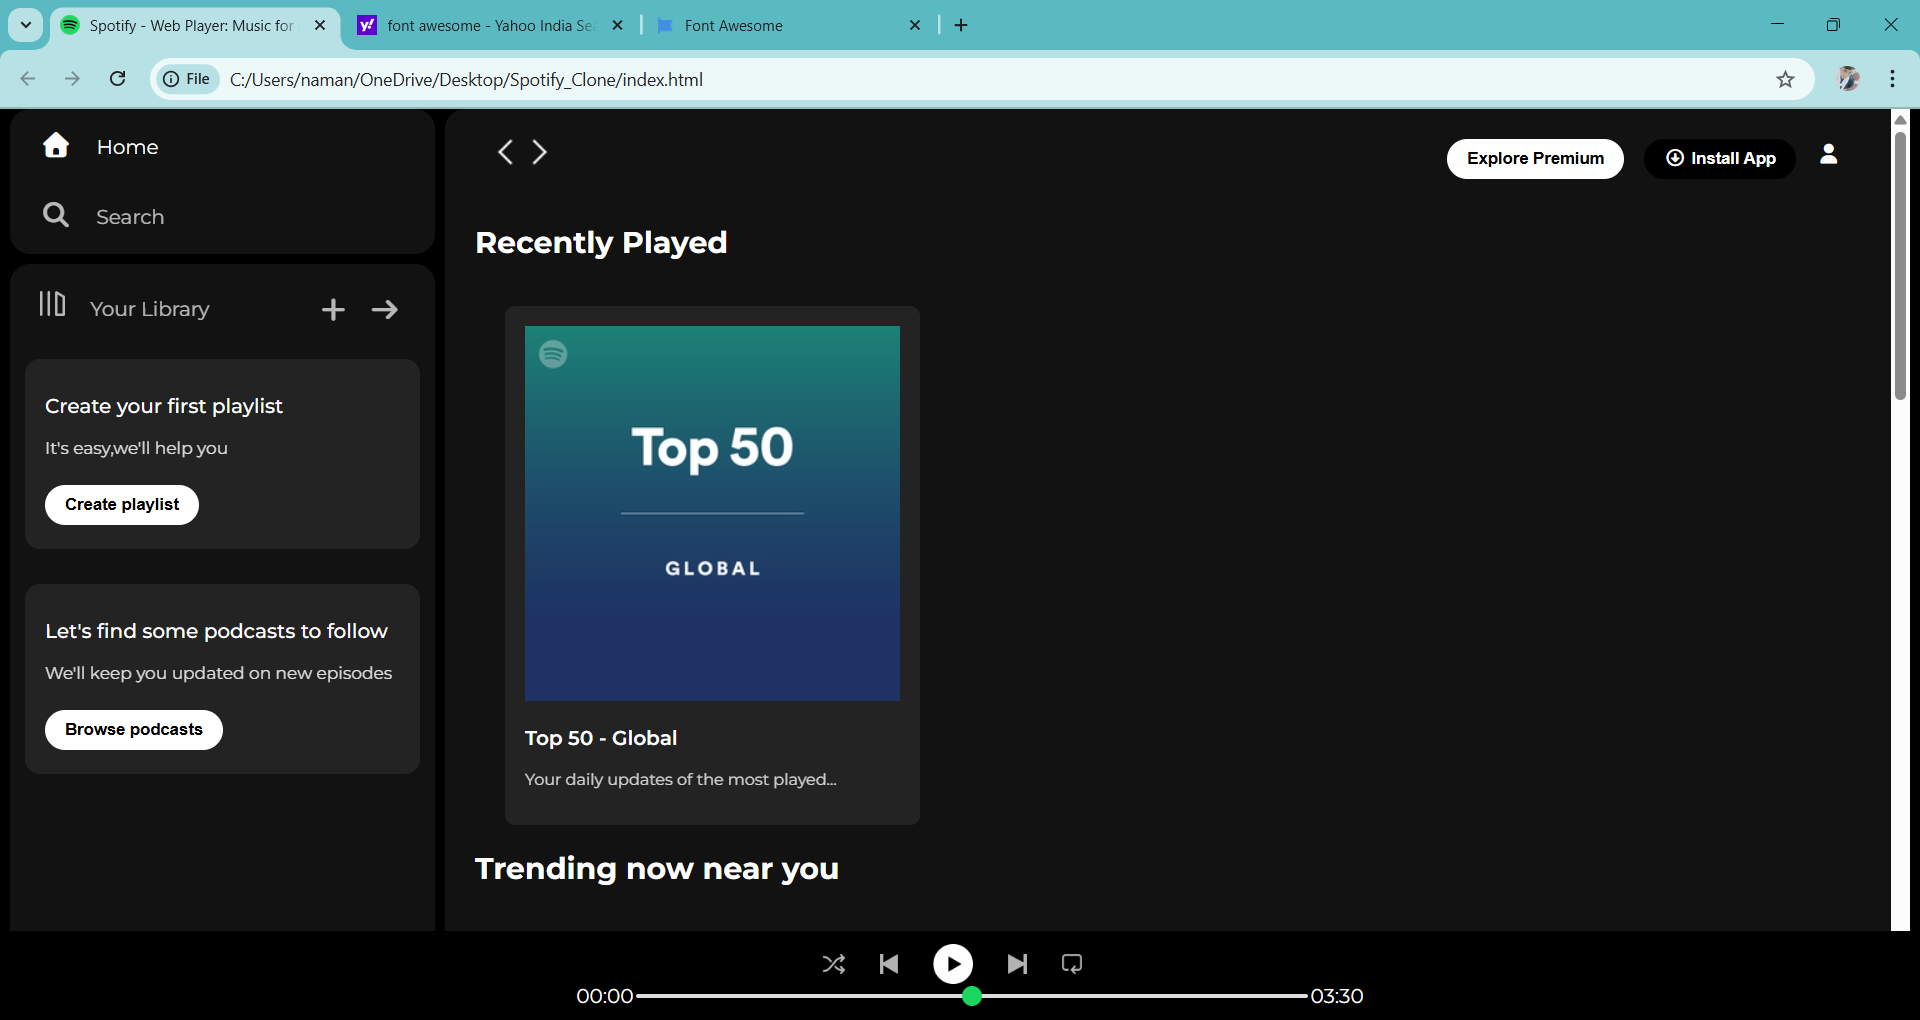 Spotify - Web Player: Music for
font awesome - Yahoo India Se
Font Awesome
File
C:/Users/naman/OneDrive/Desktop/Spotify_Clone/index.html
Home
Search
Your Library
Create your first playlist
It's easy,we'll help you
Create playlist
Let's find some podcasts to follow
We'll keep you updated on new episodes
Browse podcasts
Explore Premium
Install App
Recently Played
Top 50
GLOBAL
Top 50 - Global
Your daily updates of the most played...
Trending now near you
00:00
03:30